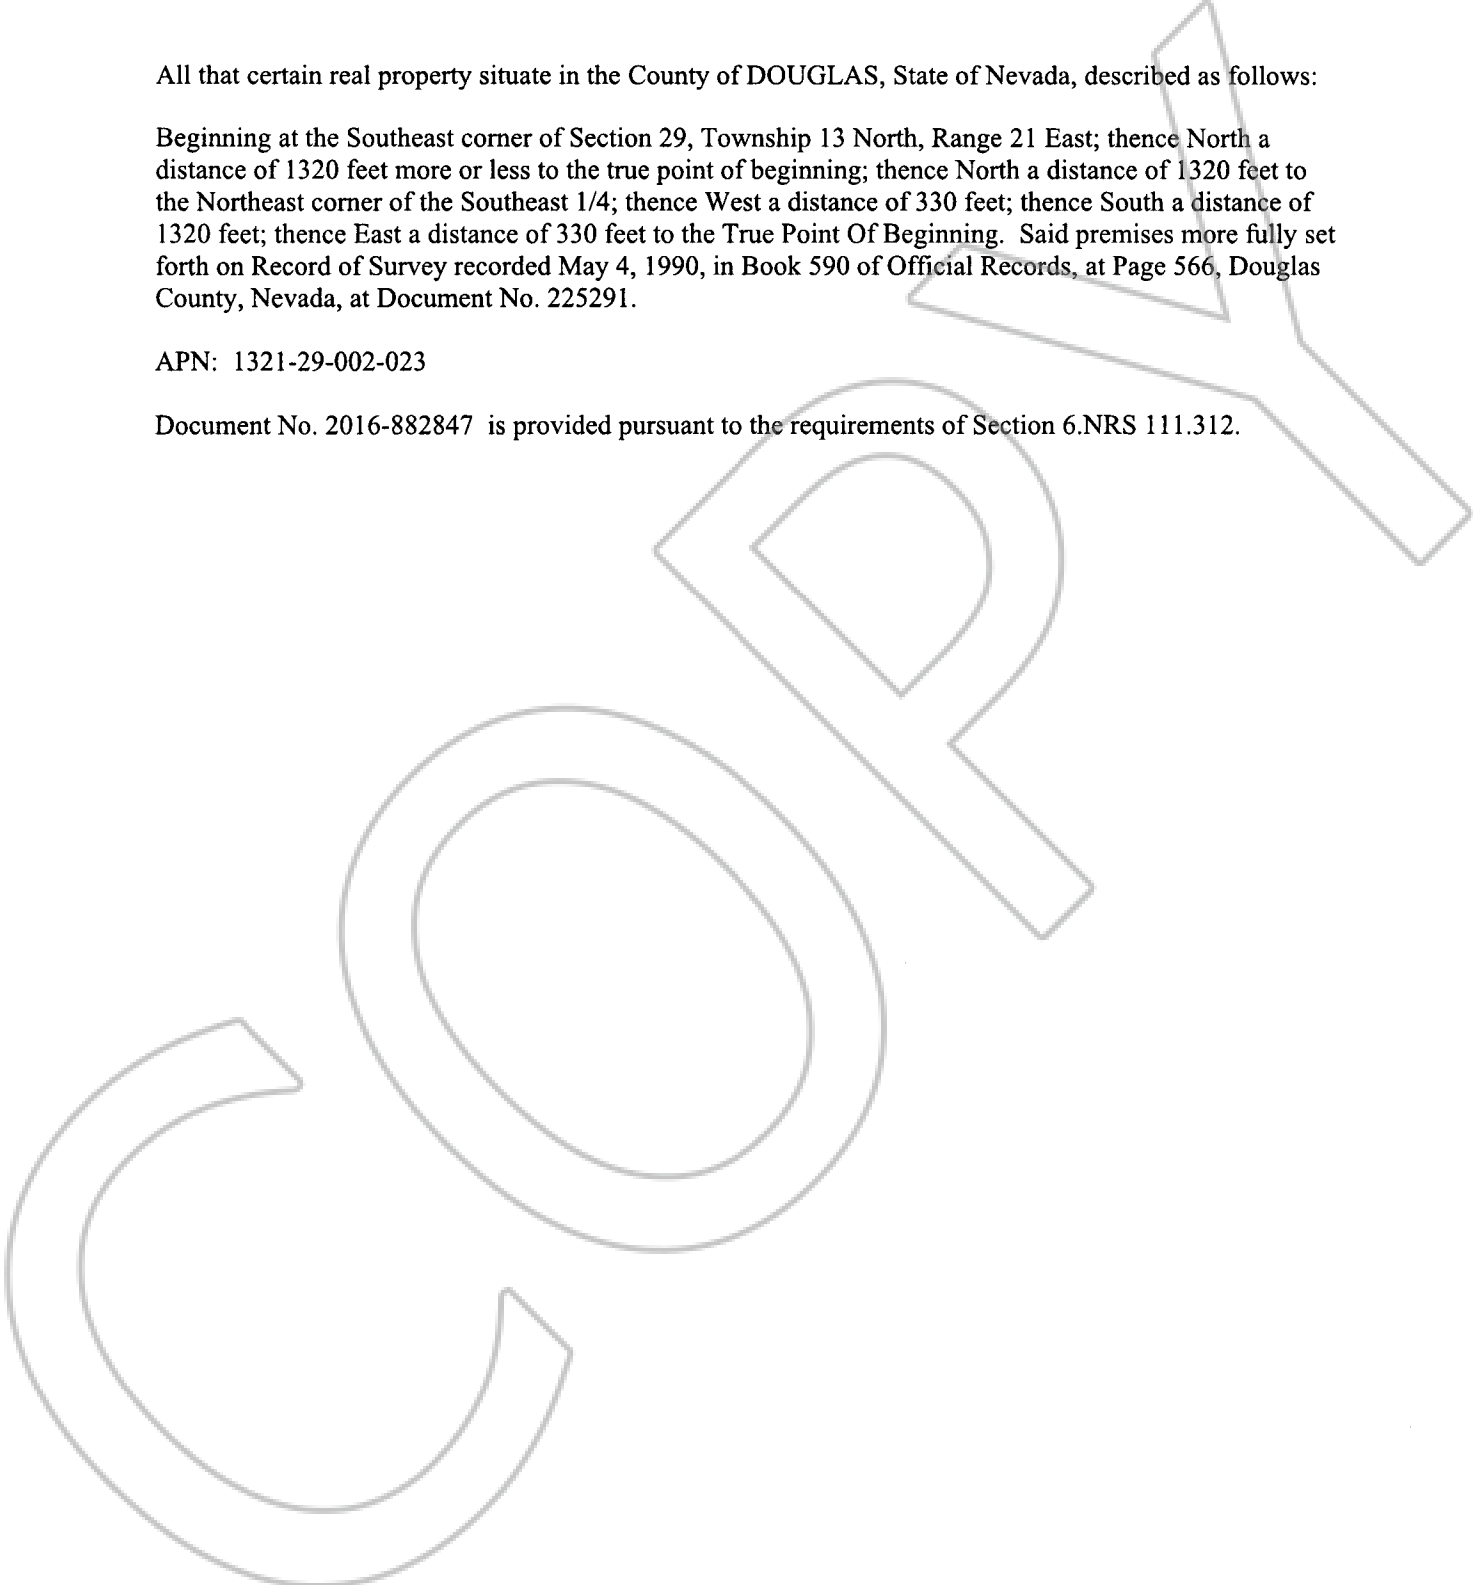 All that certain real property situate in the County of DOUGLAS, State of Nevada, described as follows:
Beginning at the Southeast corner of Section 29, Township 13 North, Range 21 East; thence North a
distance of 1320 feet more or less to the true point of beginning; thence North a distance of 1320 feet to
the Northeast corner of the Southeast 1/4; thence West a distance of 330 feet; thence South a distance of
1320 feet; thence East a distance of 330 feet to the True Point Of Beginning.  Said premises more fully set
forth on Record of Survey recorded May 4, 1990, in Book 590 of Official Records, at Page 566, Douglas
County, Nevada, at Document No. 225291.
APN:  1321-29-002-023
Document No. 2016-882847  is provided pursuant to the requirements of Section 6.NRS 111.312.
COPY